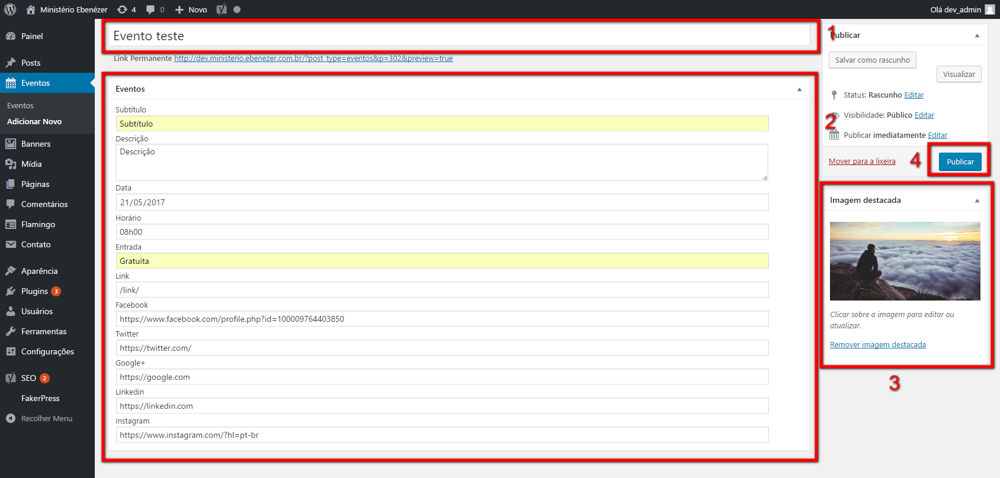 Ministério Ebenézer 4 0 Novo Olá dev_admin
Painel
Posts
Eventos
Eventos
Adicionar Novo
Banners
Mídia
Páginas
Comentários
Flamingo
Contato
Aparência
Plugins 3
Usuários
Ferramentas
Configurações
SEO 2
FakerPress
Recolher Menu
Evento teste
1
Link Permanente http://dev.ministerio.ebenezer.com.br/?post_type=eventos&p=302&preview=true
Eventos
Subtítulo
Subtítulo
Descrição
Descrição
Data
21/05/2017
Horário
08h00
Entrada
Gratuita
Link
/link/
Facebook
https://www.facebook.com/profile.php?id=100009764403850
Twitter
https://twitter.com/
Google+
https://google.com
Linkedin
https://linkedin.com
Instagram
https://www.instagram.com/?hl=pt-br
2
Publicar
Salvar como rascunho
Visualizar
Status: Rascunho Editar
Visibilidade: Público Editar
Publicar imediatamente Editar
Mover para a lixeira 4 Publicar
Imagem destacada
Clicar sobre a imagem para editar ou
atualizar.
Remover imagem destacada
3